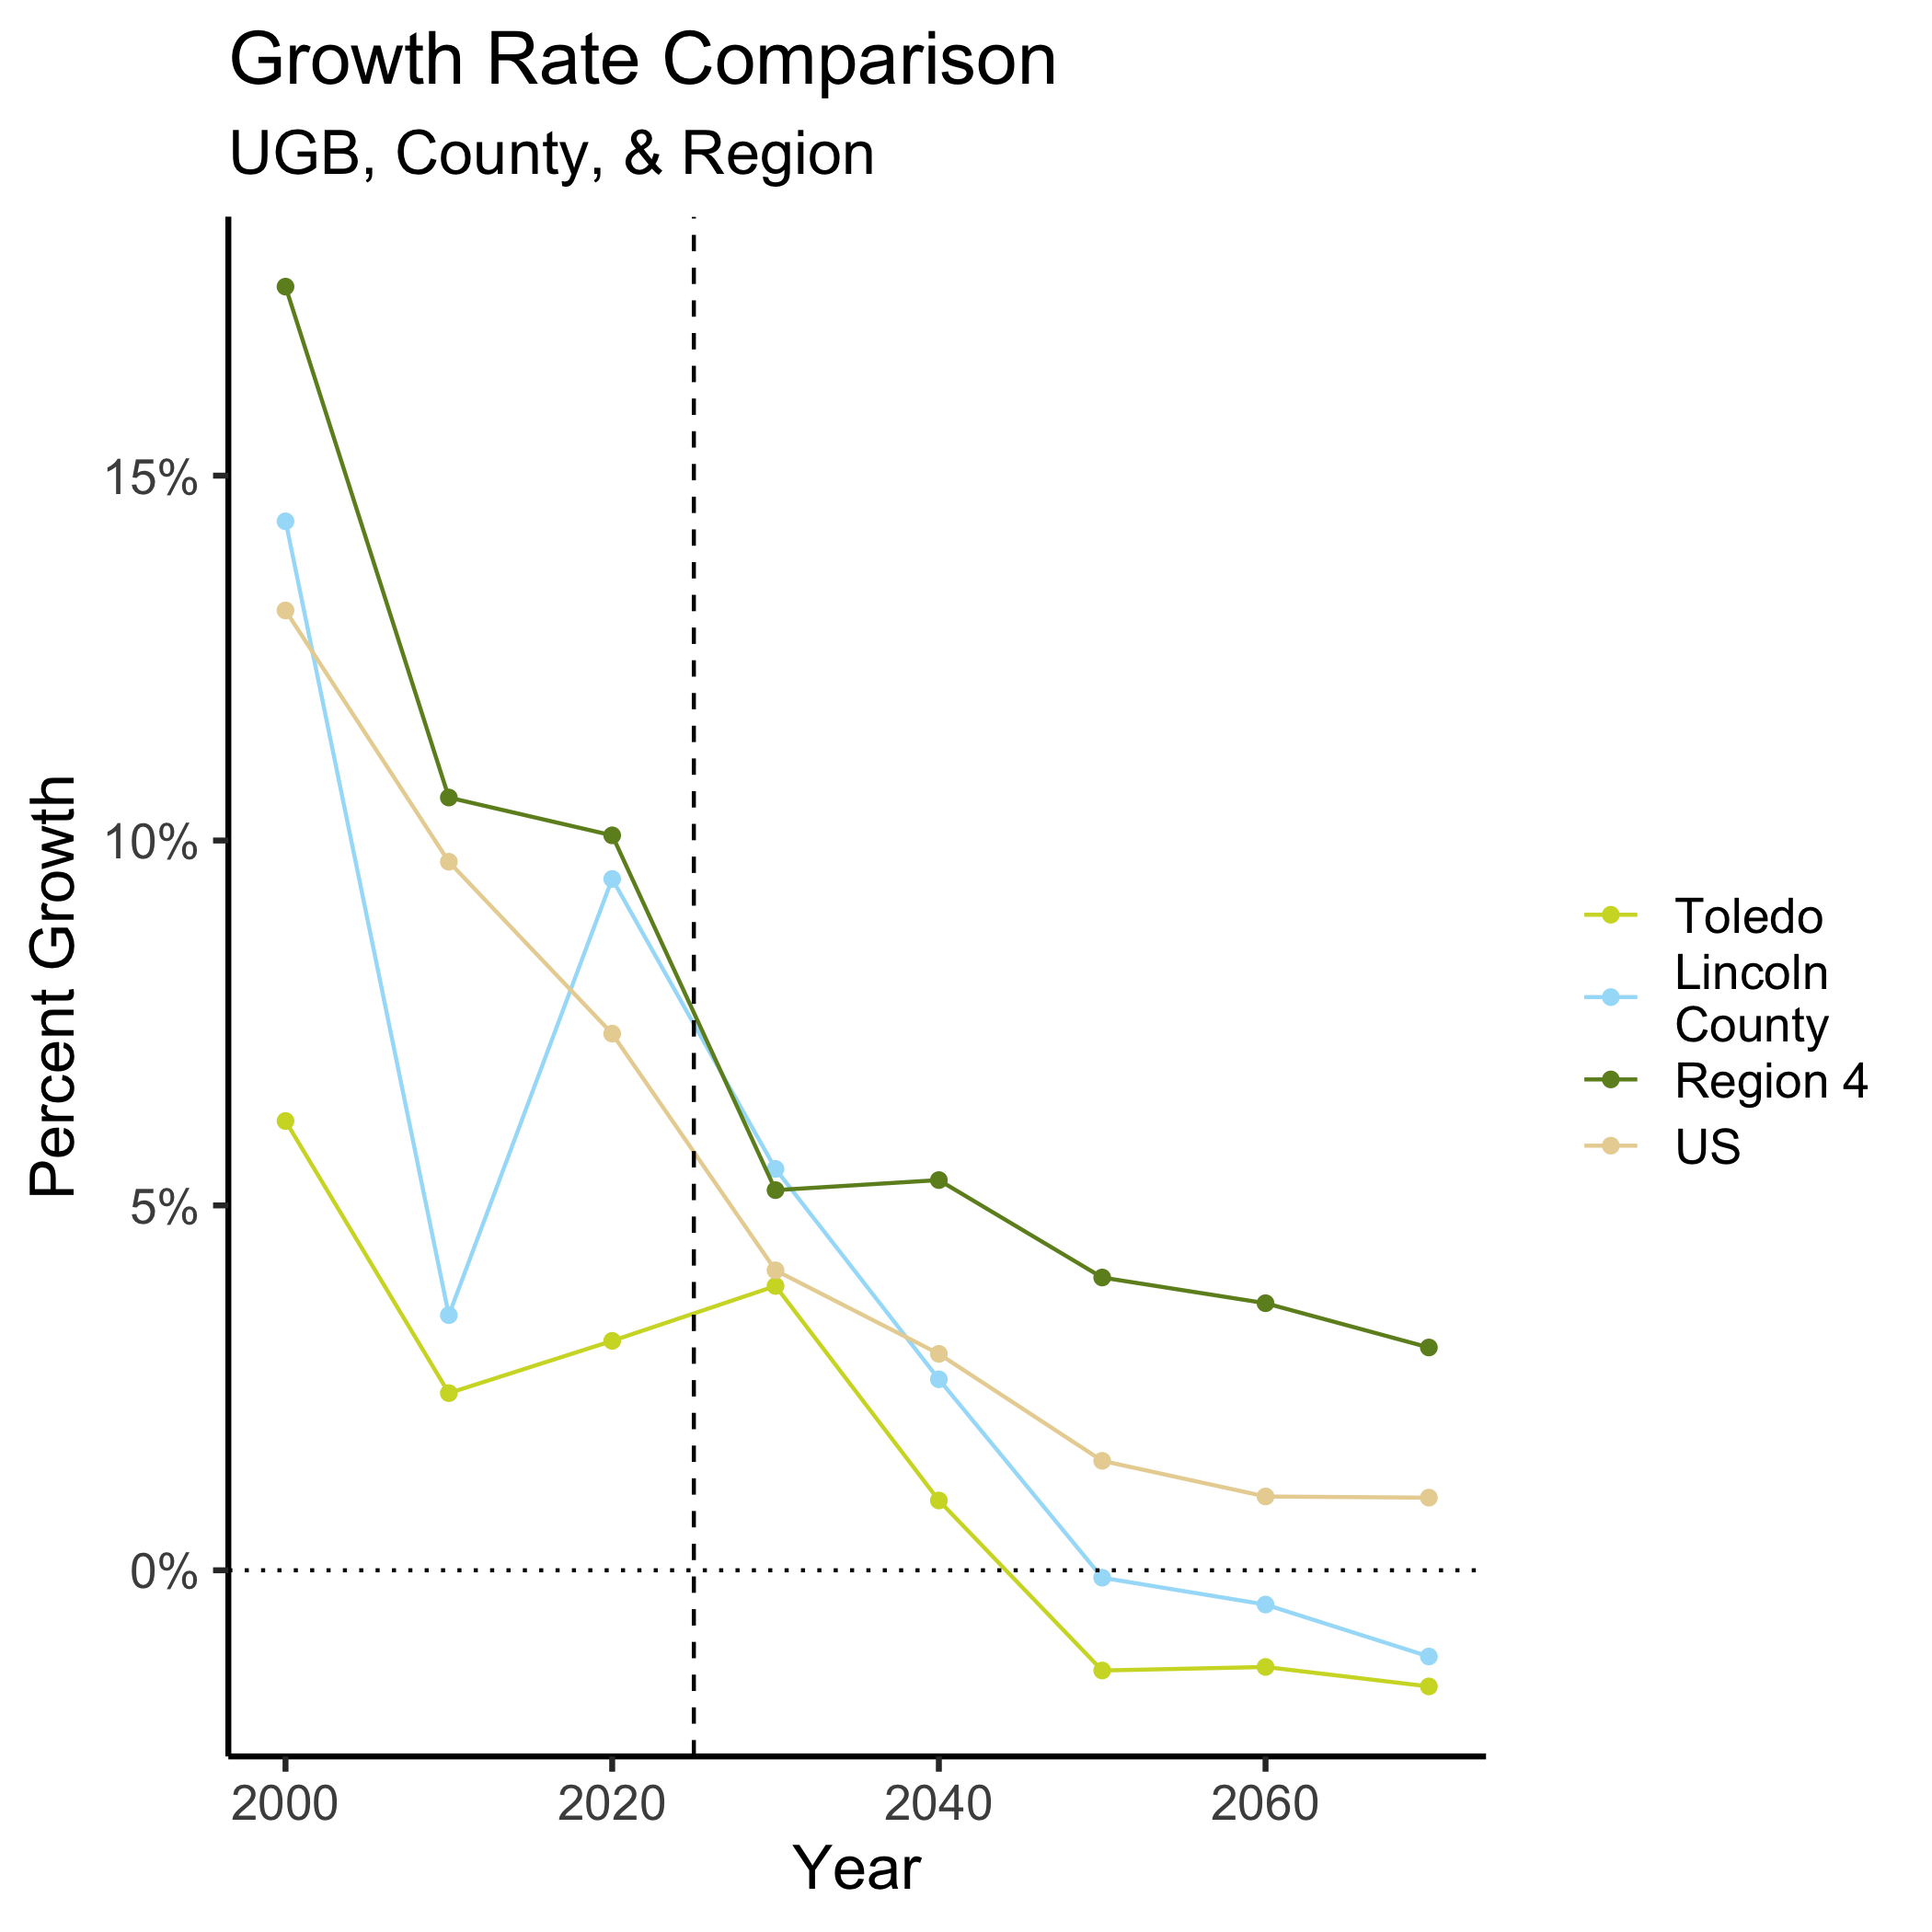 Growth Rate Comparison
UGB, County, & Region
Percent Growth
15%
10%
5%
0%
2000
2020
2040
2060
Year
Toledo
Lincoln
County
Region 4
US